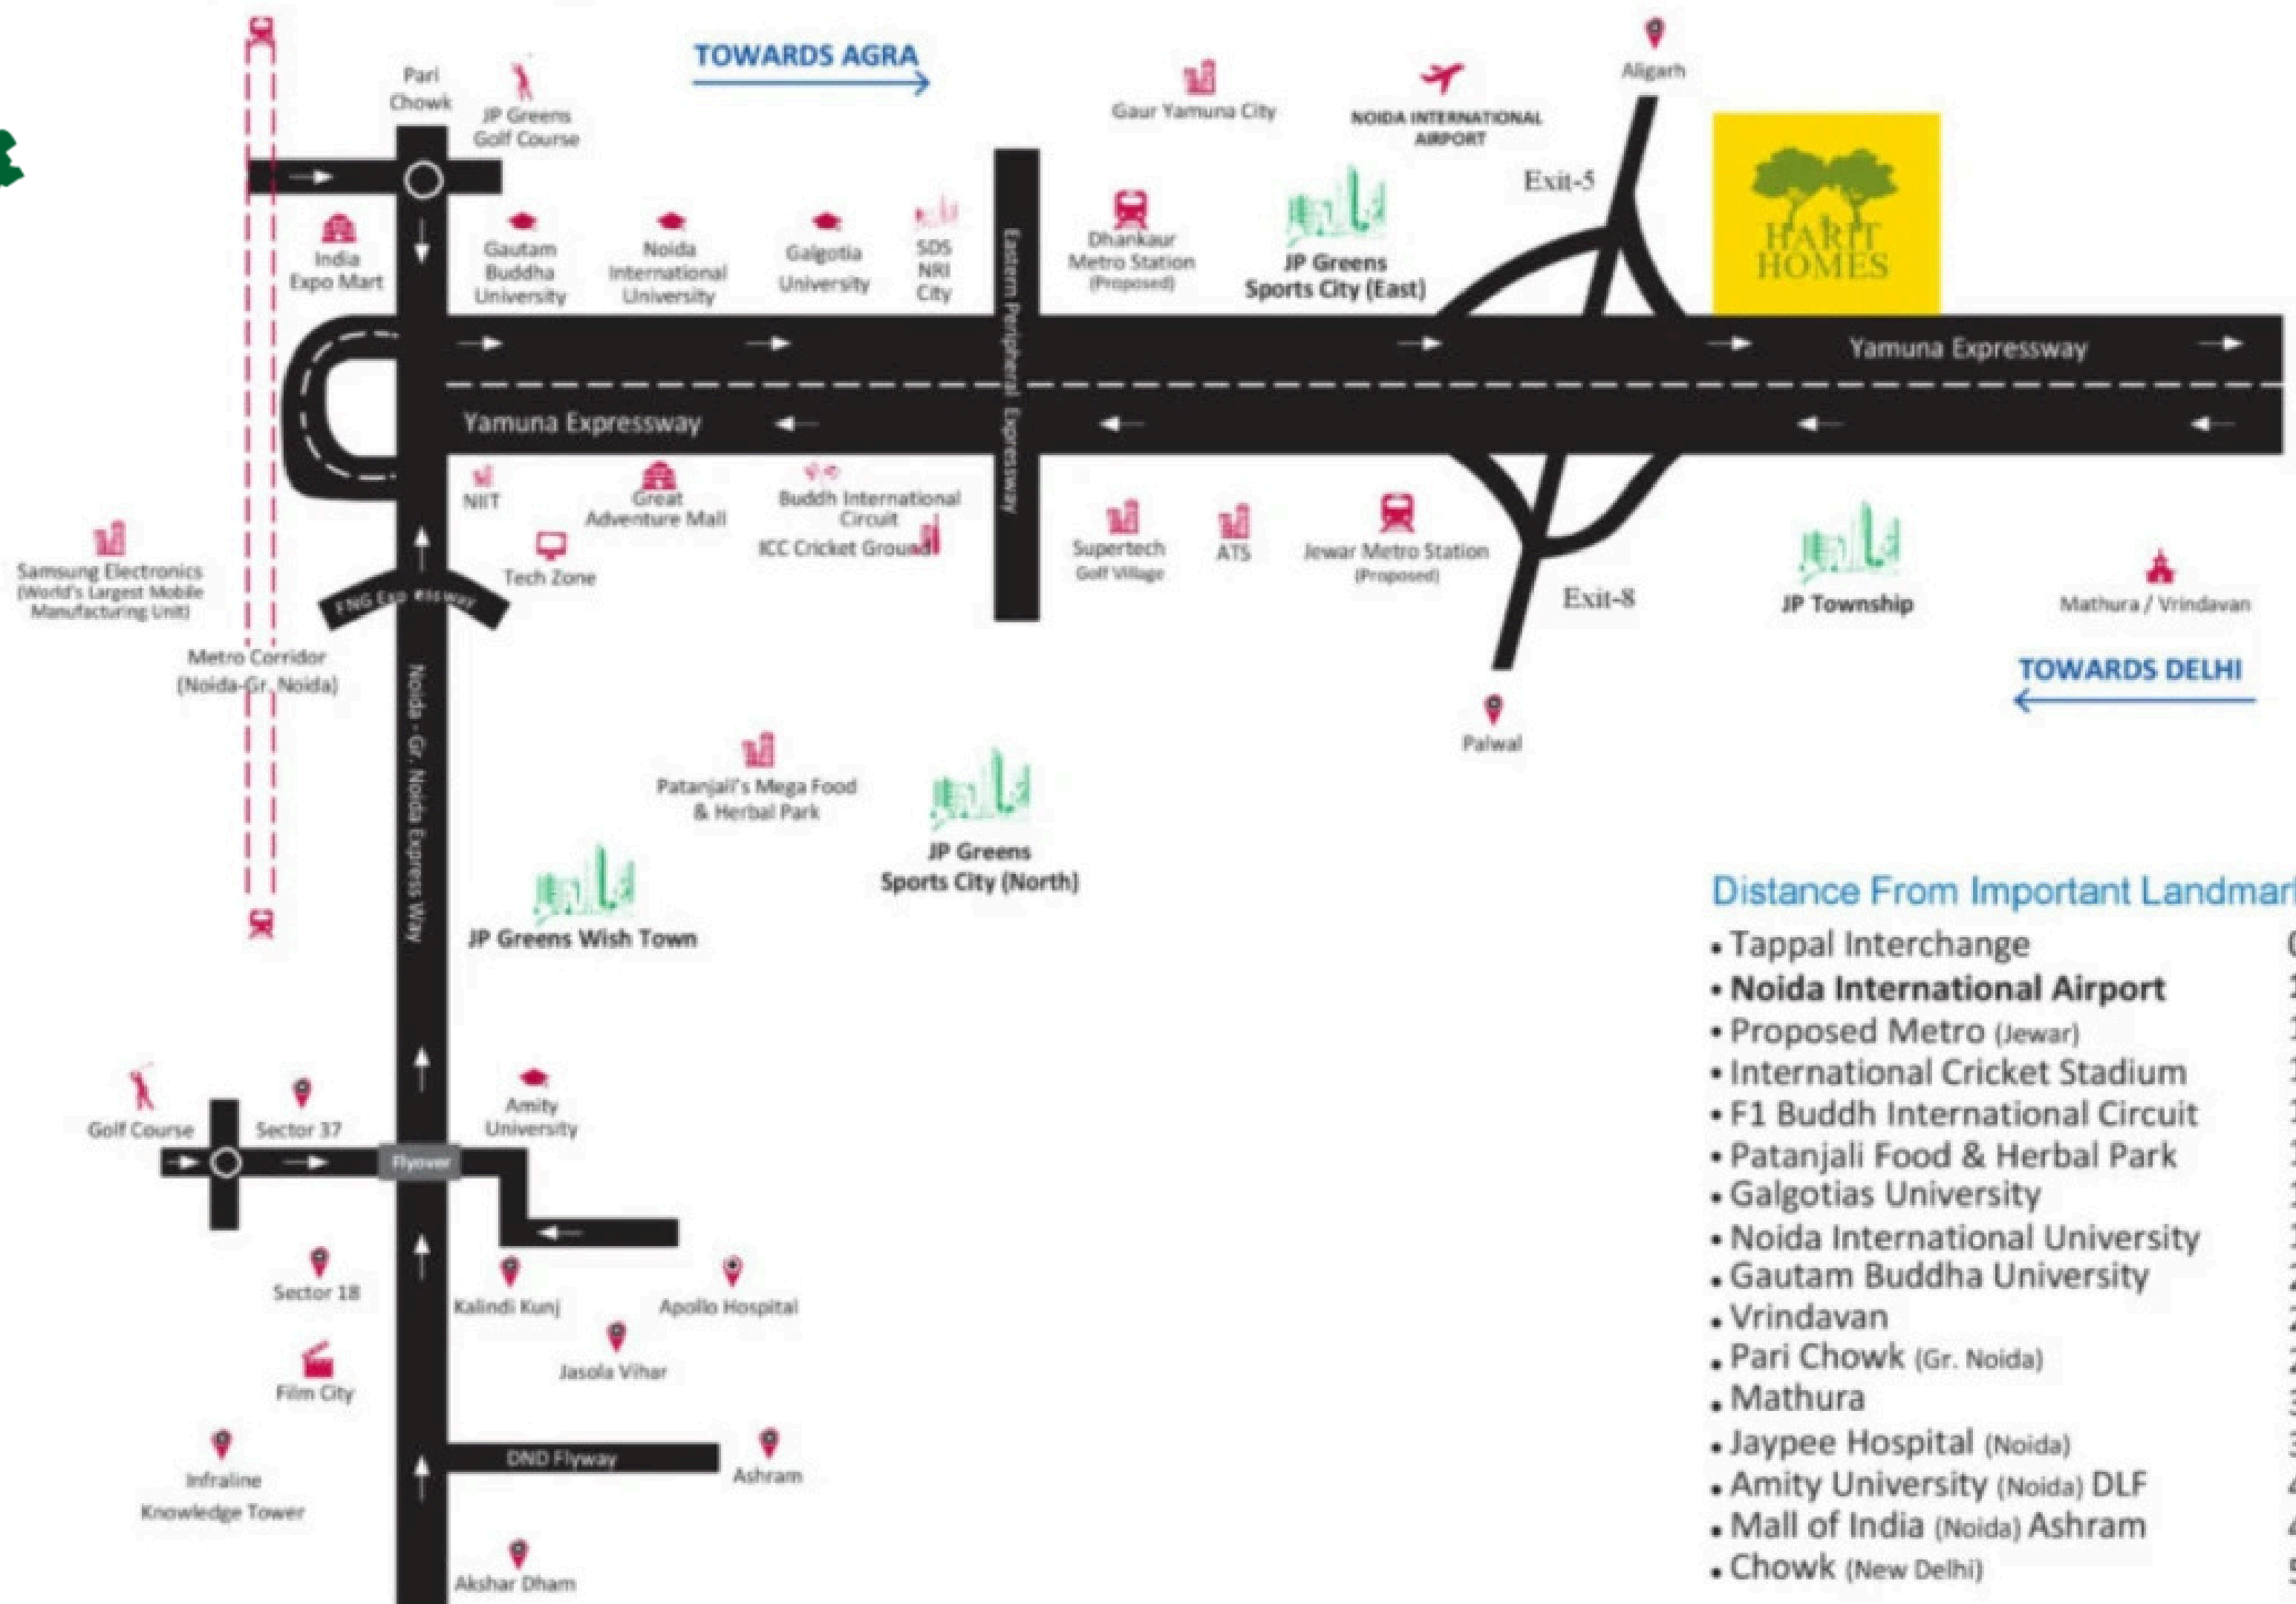 TOWARDS AGRA
Pari
Chowk
JP Greens
Golf Course
Gaur Yamuna City
NOIDA INTERNATIONAL
AIRPORT
Aligarh
Exit-5
HARIT
HOMES
India
Expo Mart
Gautam
Buddha
University
Noida
International
University
Galgotia
University
SDS
NRI
City
Eastern Peripheral Expressway
Dhankaur
Metro Station
(Proposed)
JP Greens
Sports City (East)
Yamuna Expressway
Yamuna Expressway
NIIT
Great
Adventure Mall
Buddh International
Circuit
ICC Cricket Ground
Tech Zone
Supertech
Golf Village
ATS
Jewar Metro Station
(Proposed)
Exit-8
JP Township
Mathura / Vrindavan
TOWARDS DELHI
Palwal
Samsung Electronics
(World's Largest Mobile
Manufacturing Unit)
FNG Exp essway
Metro Corridor
(Noida-Gr. Noida)
Noida - Gr. Noida Express Way
Patanjali's Mega Food
& Herbal Park
JP Greens
Sports City (North)
JP Greens Wish Town
Golf Course
Sector 37
Amity
University
Flyover
Sector 18
Kalindi Kunj
Apollo Hospital
Jasola Vihar
Film City
DND Flyway
Ashram
Infraline
Knowledge Tower
Akshar Dham
Distance From Important Landmar
• Tappal Interchange
• Noida International Airport
• Proposed Metro (Jewar)
• International Cricket Stadium
• F1 Buddh International Circuit
• Patanjali Food & Herbal Park
• Galgotias University
• Noida International University
• Gautam Buddha University
• Vrindavan
• Pari Chowk (Gr. Noida)
• Mathura
• Jaypee Hospital (Noida)
• Amity University (Noida) DLF
• Mall of India (Noida) Ashram
• Chowk (New Delhi)